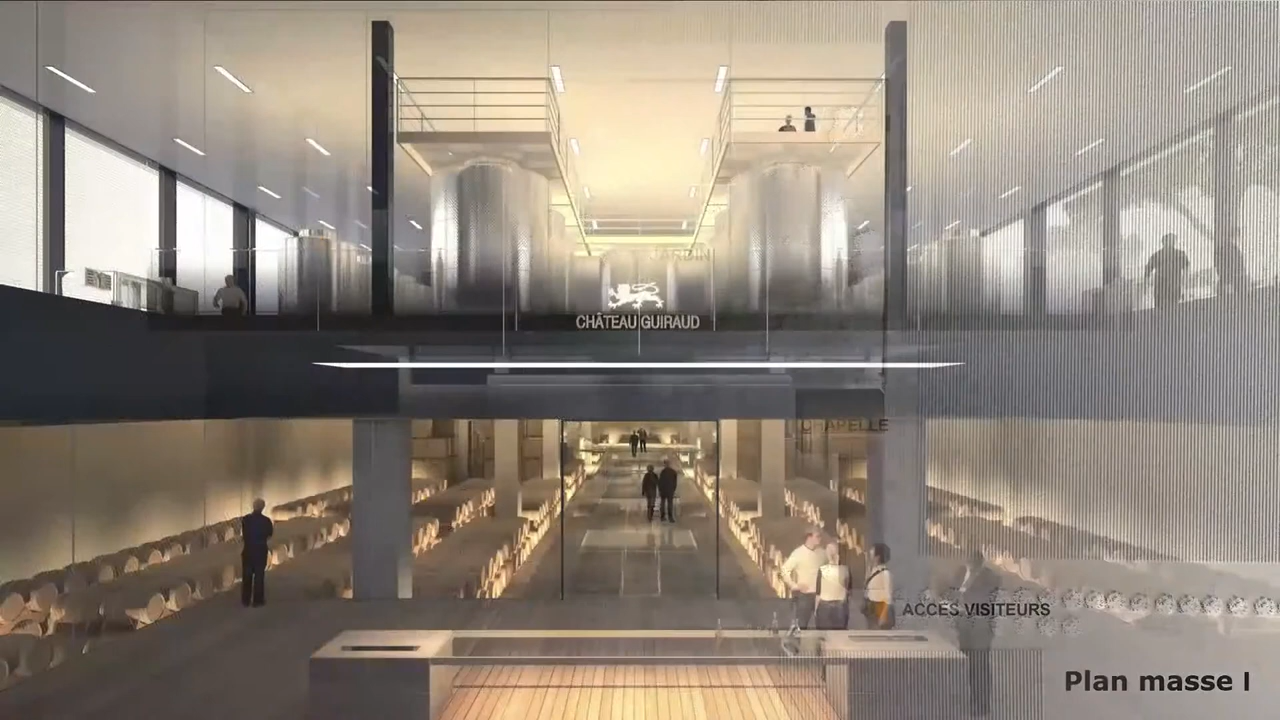 JARDIN
CHÂTEAU GUIRAUD
CHAPELLE
ACCES VISITEURS
Plan masse I